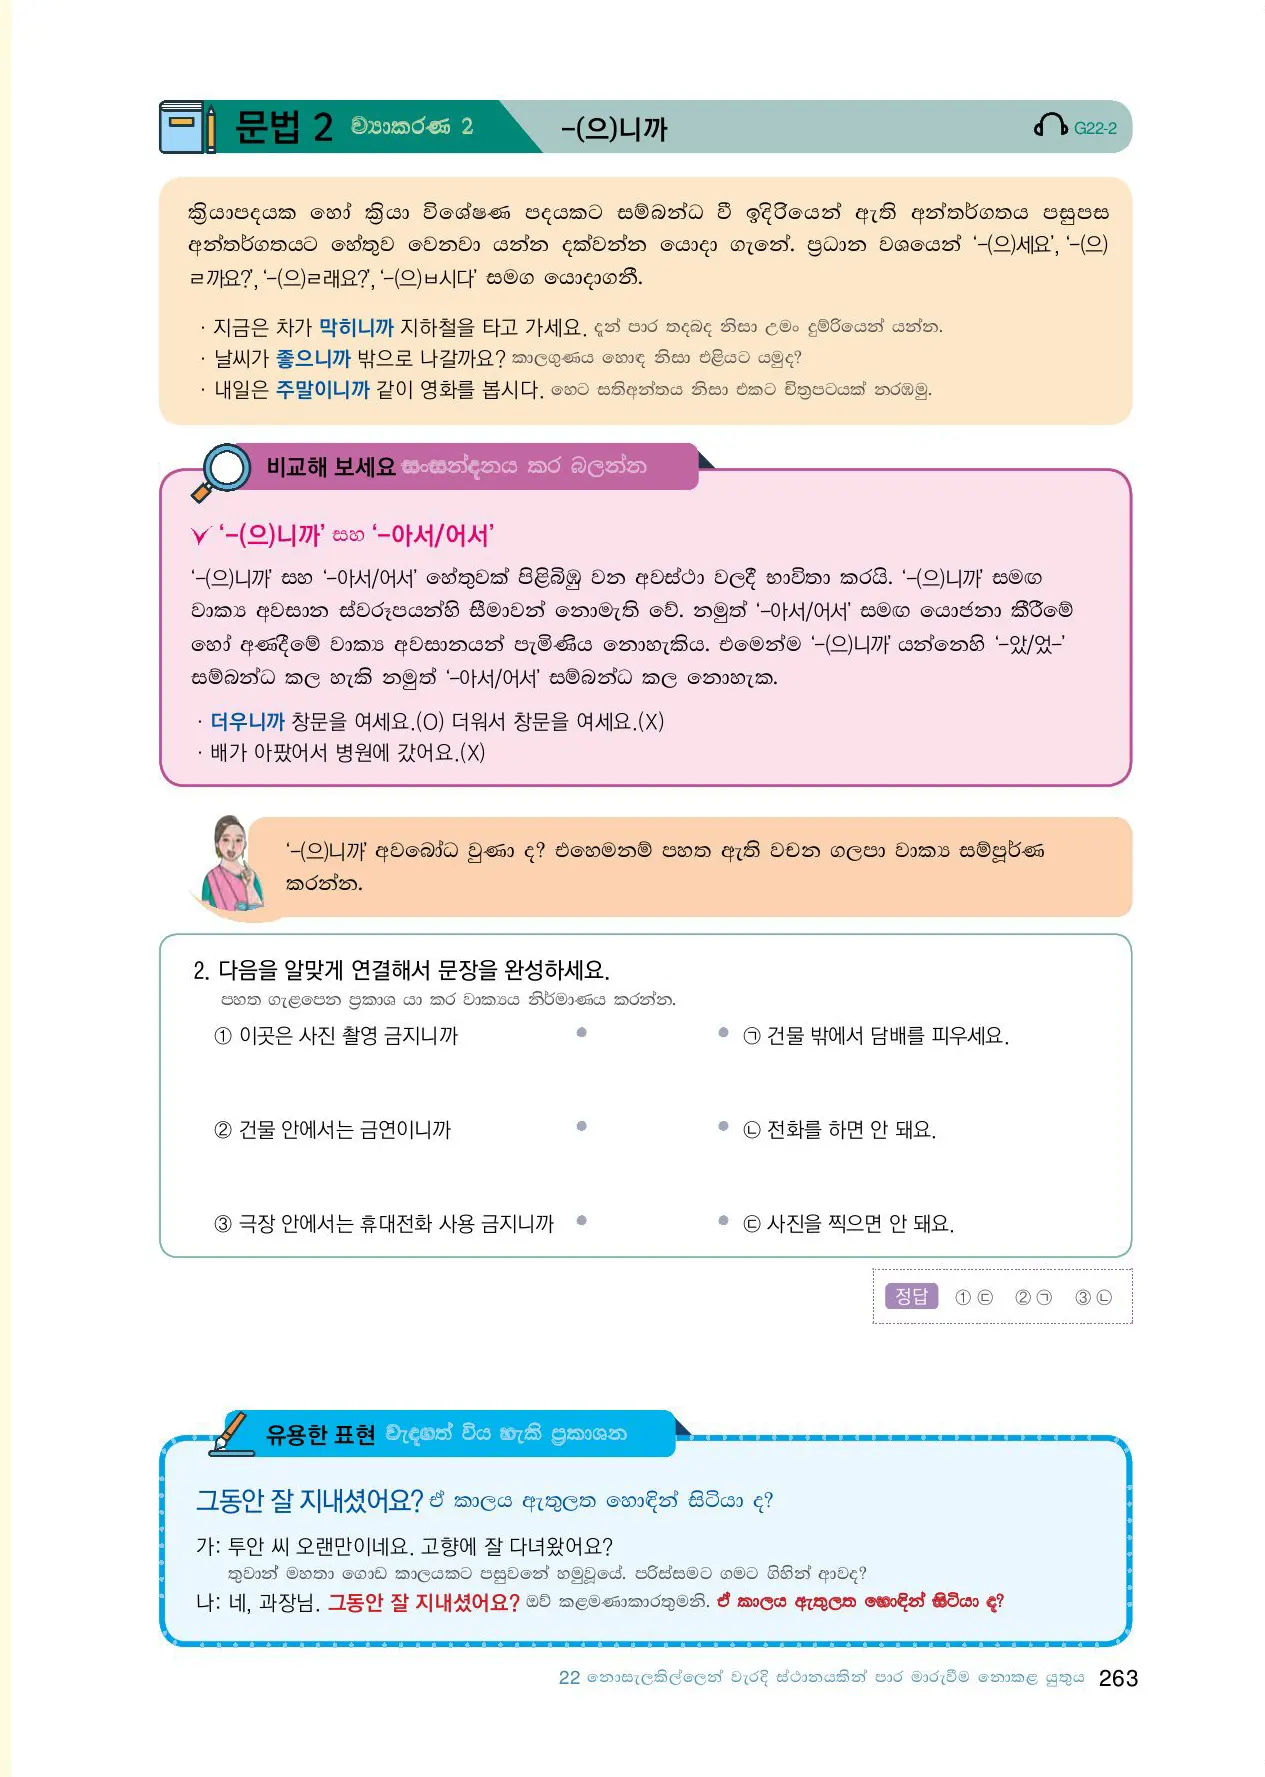 문법 2 ව්‍යාකරණ 2 -(으)니까 G22-2
ක්‍රියාපදයක හෝ ක්‍රියා විශේෂණ පදයකට සම්බන්ධ වී ඉදිරියෙන් ඇති අන්තර්ගතය පසුපස
අන්තර්ගතයට හේතුව වෙනවා යන්න දක්වන්න යොදා ගැනේ. ප්‍රධාන වශයෙන් ‘-(으)세요’, ‘-(으)
ㄹ까요?’, ‘-(으)ㄹ래요?’, ‘-(으)ㅂ시다’ සමග යොදාගනී.
· 지금은 차가 막히니까 지하철을 타고 가세요. දැන් පාර තදබද නිසා උමං දුම්රියෙන් යන්න.
· 날씨가 좋으니까 밖으로 나갈까요? කාලගුණය හොඳ නිසා එළියට යමුද?
· 내일은 주말이니까 같이 영화를 봅시다. හෙට සතිඅන්තය නිසා එකට චිත්‍රපටයක් නරඹමු.
비교해 보세요 සංසන්දනය කර බලන්න
‘-(으)니까’ සහ ‘-아서/어서’
‘-(으)니까’ සහ ‘-아서/어서’ හේතුවක් පිළිබිඹු වන අවස්ථා වලදී භාවිතා කරයි. ‘-(으)니까’ සමඟ
වාක්‍ය අවසාන ස්වරූපයන්හි සීමාවන් නොමැති වේ. නමුත් ‘-아서/어서’ සමඟ යොජනා කීරීමේ
හෝ අණදීමේ වාක්‍ය අවසානයන් පැමිණිය නොහැකිය. එමෙන්ම ‘-(으)니까’ යන්නෙහි ‘-았/었-’
සම්බන්ධ කල හැකි නමුත් ‘-아서/어서’ සම්බන්ධ කල නොහැක.
· 더우니까 창문을 여세요.(O) 더워서 창문을 여세요.(X)
· 배가 아팠어서 병원에 갔어요.(X)
‘-(으)니까’ අවබෝධ වුණා ද? එහෙමනම් පහත ඇති වචන ගලපා වාක්‍ය සම්පූර්ණ
කරන්න.
2. 다음을 알맞게 연결해서 문장을 완성하세요.
පහත ගැළපෙන ප්‍රකාශ යා කර වාක්‍යය නිර්මාණය කරන්න.
① 이곳은 사진 촬영 금지니까 ㉠ 건물 밖에서 담배를 피우세요.
② 건물 안에서는 금연이니까 ㉡ 전화를 하면 안 돼요.
③ 극장 안에서는 휴대전화 사용 금지니까 ㉢ 사진을 찍으면 안 돼요.
정답 ① ㉢ ② ㉠ ③ ㉡
유용한 표현 වැදගත් විය හැකි ප්‍රකාශන
그동안 잘 지내셨어요? ඒ කාලය ඇතුලත හොඳින් සිටියා ද?
가: 투안 씨 오랜만이네요. 고향에 잘 다녀왔어요?
තුවාන් මහතා ගොඩ කාලයකට පසුවනේ හමුවූයේ. පරිස්සමට ගමට ගිහින් ආවද?
나: 네, 과장님. 그동안 잘 지내셨어요? ඔව් කළමණාකාරතුමනි. ඒ කාලය ඇතුලත හොඳින් සිටියා ද?
22 නොසැලකිල්ලෙන් වැරදි ස්ථානයකින් පාර මාරුවීම නොකළ යුතුය 263